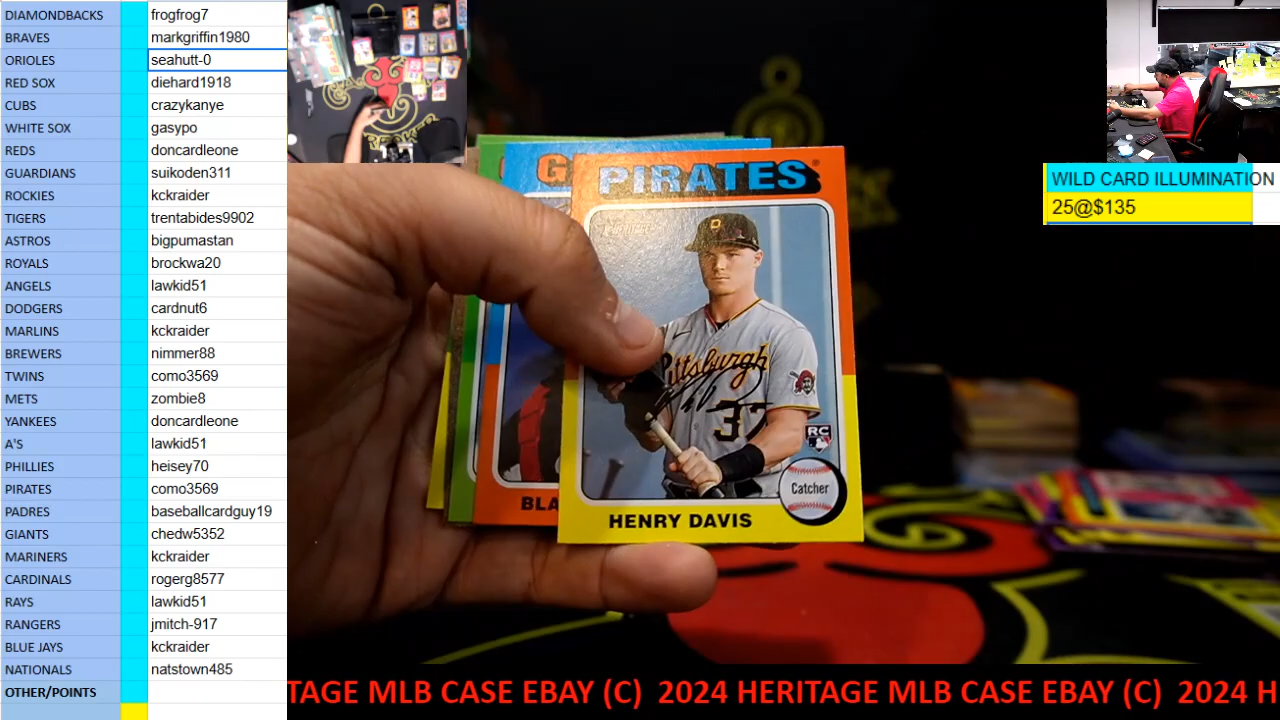 DIAMONDBACKS frogfrog7
BRAVES markgriffin1980
ORIOLES seahutt-0
RED SOX diehard1918
CUBS crazykanye
WHITE SOX gasypo
REDS doncardleone
GUARDIANS suikoden311
ROCKIES kckraider
TIGERS trentabides9902
ASTROS bigpumastan
ROYALS brockwa20
ANGELS lawkid51
DODGERS cardnut6
MARLINS kckraider
BREWERS nimmer88
TWINS como3569
METS zombie8
YANKEES doncardleone
A'S lawkid51
PHILLIES heisey70
PIRATES como3569
PADRES baseballcardguy19
GIANTS chedw5352
MARINERS kckraider
CARDINALS rogerg8577
RAYS lawkid51
RANGERS jmitch-917
BLUE JAYS kckraider
NATIONALS natstown485
OTHER/POINTS
WILD CARD ILLUMINATION
25@$135
G
PIRATES
P
Pittsburgh
37
RC
Catcher
BLA
HENRY DAVIS
TAGE MLB CASE EBAY (C) 2024 HERITAGE MLB CASE EBAY (C) 2024 H